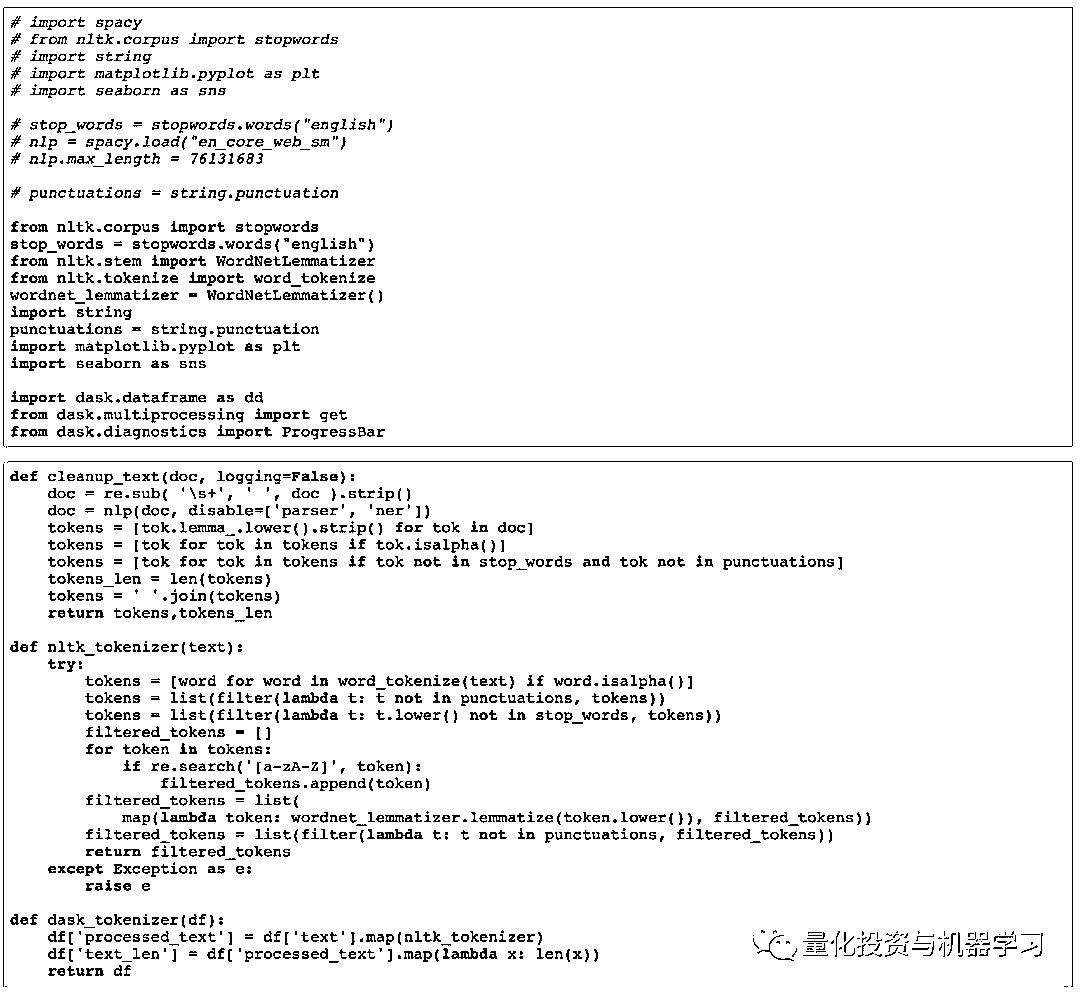 # import spacy
# from nltk.corpus import stopwords
# import string
# import matplotlib.pyplot as plt
# import seaborn as sns
# stop_words = stopwords.words("english")
# nlp = spacy.load("en_core_web_sm")
# nlp.max_length = 76131683
# punctuations = string.punctuation
from nltk.corpus import stopwords
stop_words = stopwords.words("english")
from nltk.stem import WordNetLemmatizer
from nltk.tokenize import word_tokenize
wordnet_lemmatizer = WordNetLemmatizer()
import string
punctuations = string.punctuation
import matplotlib.pyplot as plt
import seaborn as sns
import dask.dataframe as dd
from dask.multiprocessing import get
from dask.diagnostics import ProgressBar
def cleanup_text(doc, logging=False):
    doc = re.sub( '\s+', ' ', doc ).strip()
    doc = nlp(doc, disable=['parser', 'ner'])
    tokens = [tok.lemma_.lower().strip() for tok in doc]
    tokens = [tok for tok in tokens if tok.isalpha()]
    tokens = [tok for tok in tokens if tok not in stop_words and tok not in punctuations]
    tokens_len = len(tokens)
    tokens = ' '.join(tokens)
    return tokens,tokens_len
def nltk_tokenizer(text):
    try:
        tokens = [word for word in word_tokenize(text) if word.isalpha()]
        tokens = list(filter(lambda t: t not in punctuations, tokens))
        tokens = list(filter(lambda t: t.lower() not in stop_words, tokens))
        filtered_tokens = []
        for token in tokens:
            if re.search('[a-zA-Z]', token):
                filtered_tokens.append(token)
        filtered_tokens = list(
            map(lambda token: wordnet_lemmatizer.lemmatize(token.lower()), filtered_tokens))
        filtered_tokens = list(filter(lambda t: t not in punctuations, filtered_tokens))
        return filtered_tokens
    except Exception as e:
        raise e
def dask_tokenizer(df):
    df['processed_text'] = df['text'].map(nltk_tokenizer)
    df['text_len'] = df['processed_text'].map(lambda x: len(x))
    return df
量化投资与机器学习